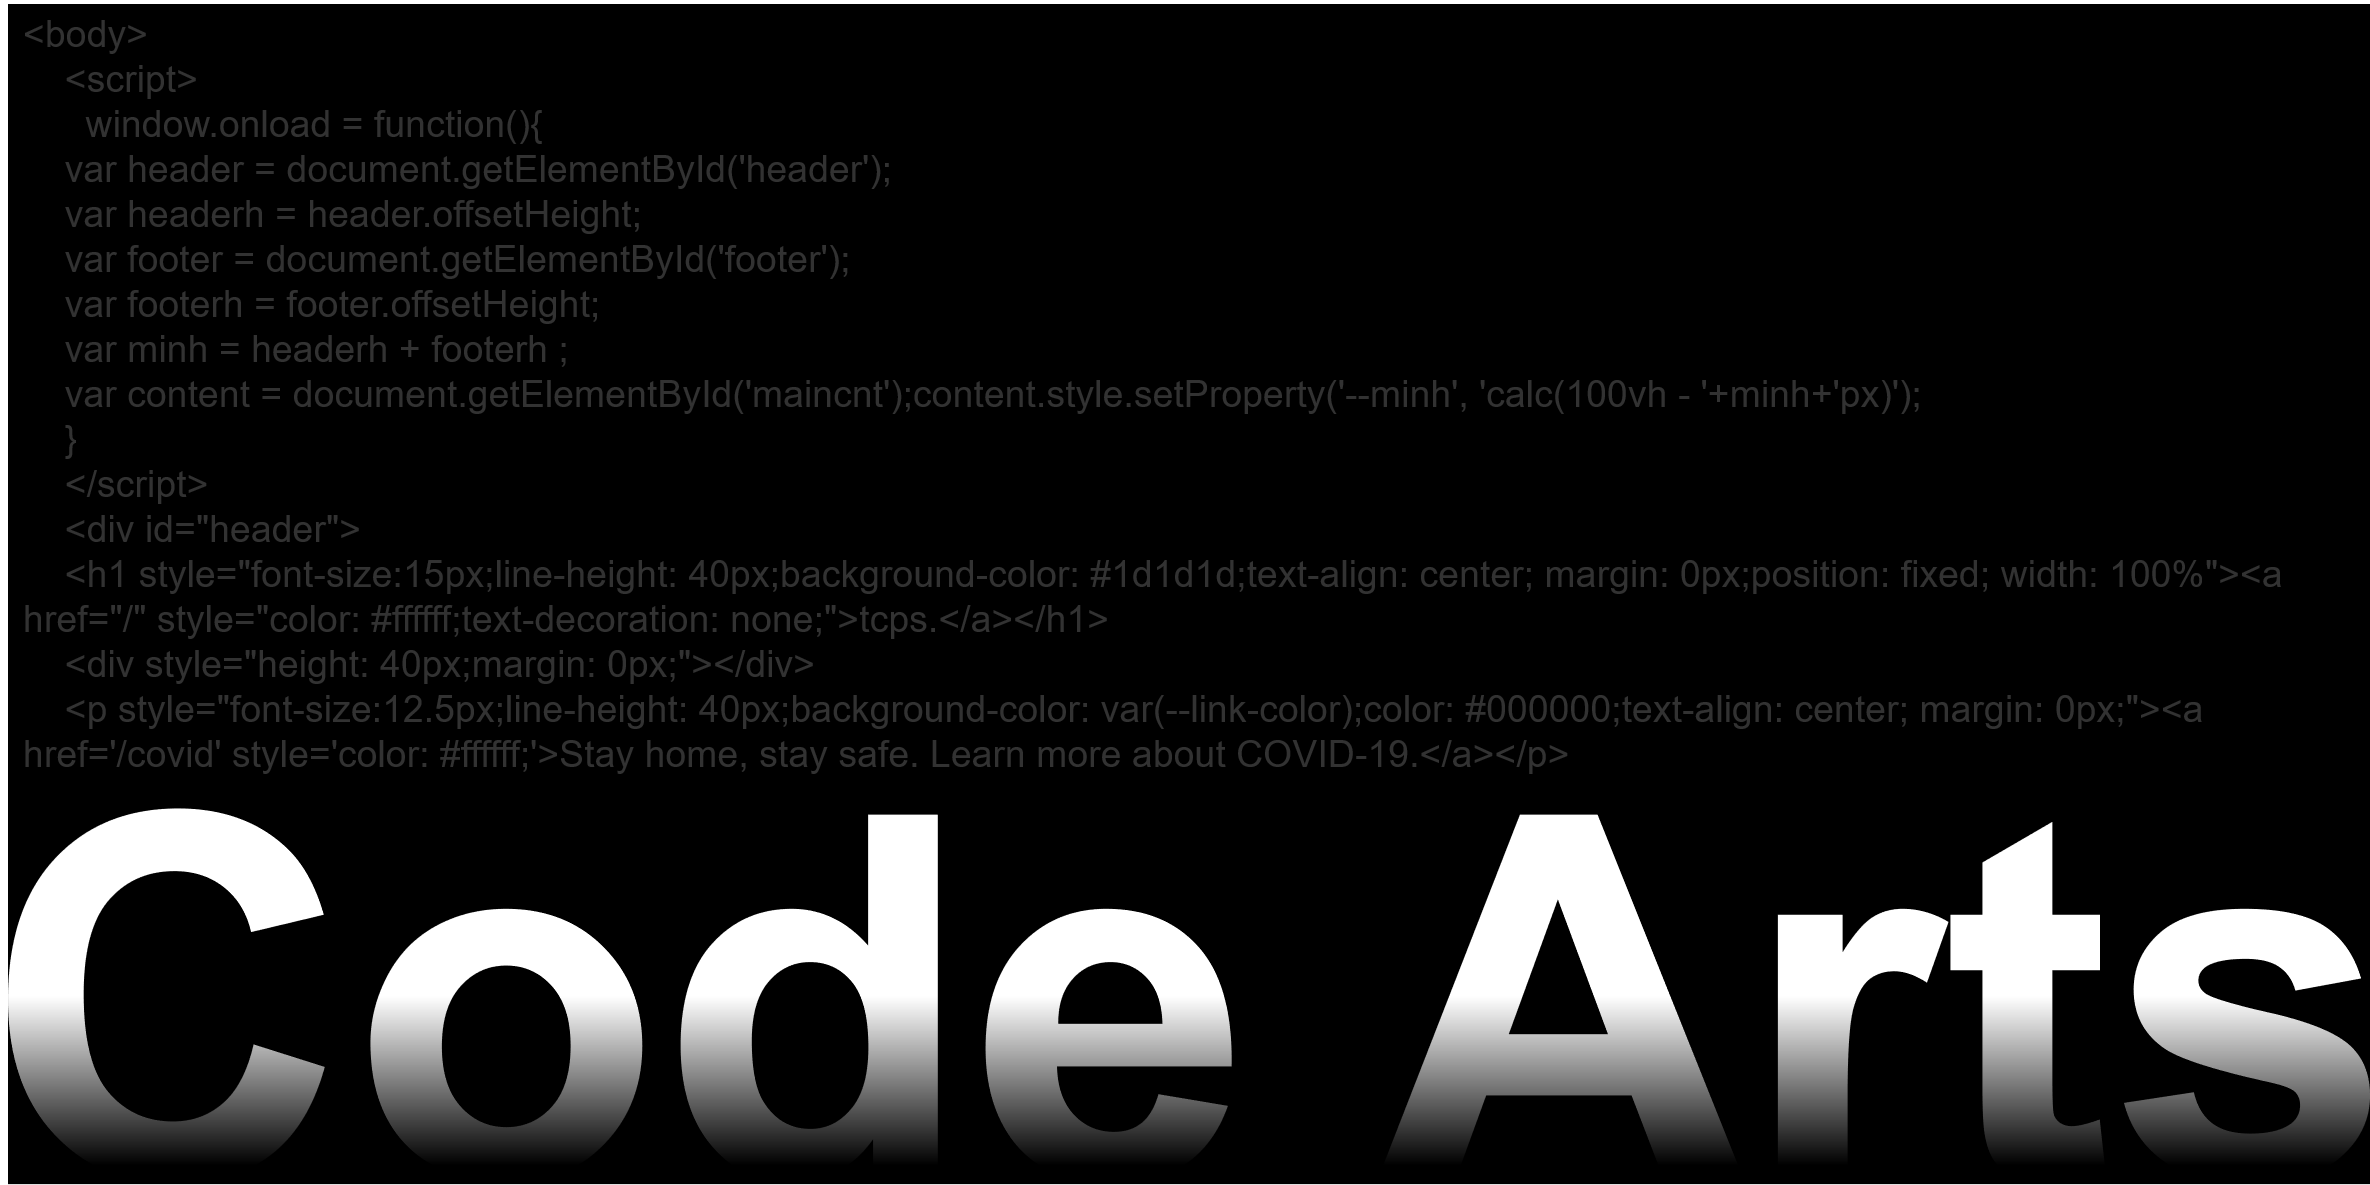 <body>
<script>
window.onload = function(){
var header = document.getElementById('header');
var headerh = header.offsetHeight;
var footer = document.getElementById('footer');
var footerh = footer.offsetHeight;
var minh = headerh + footerh ;
var content = document.getElementById('maincnt');content.style.setProperty('--minh', 'calc(100vh - '+minh+'px)');
}
</script>
<div id="header">
<h1 style="font-size:15px;line-height: 40px;background-color: #1d1d1d;text-align: center; margin: 0px;position: fixed; width: 100%"><a
href="/" style="color: #ffffff;text-decoration: none;">tcps.</a></h1>
<div style="height: 40px;margin: 0px;"></div>
<p style="font-size:12.5px;line-height: 40px;background-color: var(--link-color);color: #000000;text-align: center; margin: 0px;"><a
href='/covid' style='color: #ffffff;'>Stay home, stay safe. Learn more about COVID-19.</a></p>
Code Arts